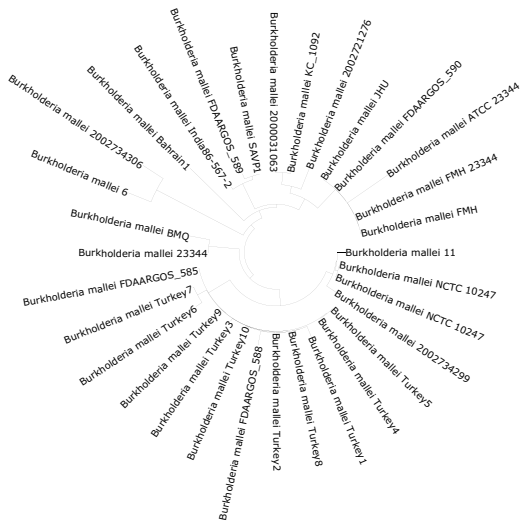 Burkholderia mallei 2000031063
Burkholderia mallei KC_1092
Burkholderia mallei 2002721276
Burkholderia mallei JHU
Burkholderia mallei FDAARGOS_590
Burkholderia mallei ATCC 23344
Burkholderia mallei FMH 23344
Burkholderia mallei FMH
Burkholderia mallei 11
Burkholderia mallei NCTC 10247
Burkholderia mallei NCTC 10247
Burkholderia mallei 2002734299
Burkholderia mallei Turkey5
Burkholderia mallei Turkey4
Burkholderia mallei Turkey1
Burkholderia mallei Turkey8
Burkholderia mallei Turkey2
Burkholderia mallei FDAARGOS_588
Burkholderia mallei Turkey10
Burkholderia mallei Turkey3
Burkholderia mallei Turkey9
Burkholderia mallei Turkey6
Burkholderia mallei Turkey7
Burkholderia mallei FDAARGOS_585
Burkholderia mallei 23344
Burkholderia mallei BMQ
Burkholderia mallei 6
Burkholderia mallei 2002734306
Burkholderia mallei Bahrain1
Burkholderia mallei India86-567-2
Burkholderia mallei FDAARGOS_589
Burkholderia mallei SAVP1